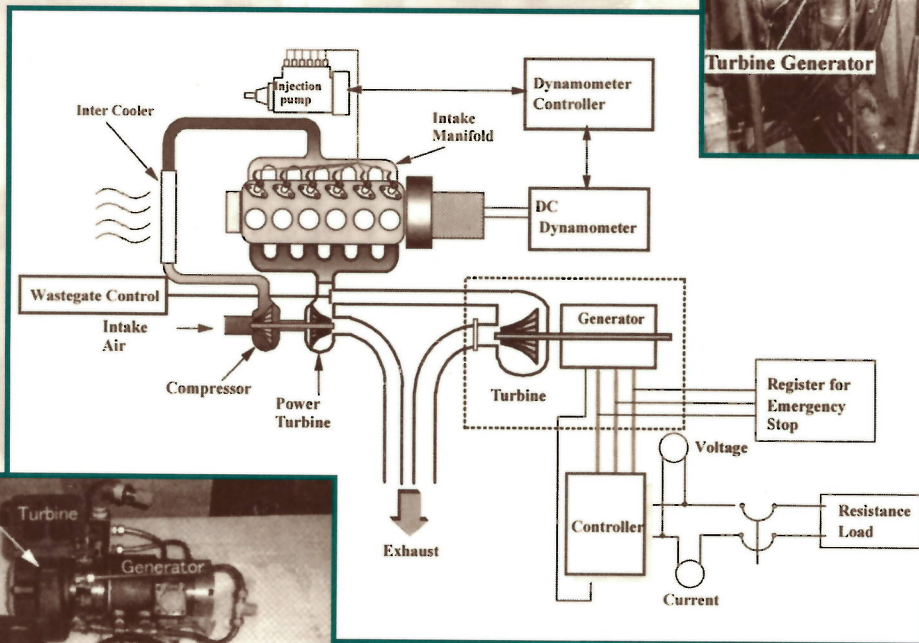 Turbine Generator
Injection
pump
Dynamometer
Controller
Inter Cooler
Intake
Manifold
DC
Dynamometer
Wastegate Control
Generator
Intake
Air
Compressor
Power
Turbine
Turbine
Register for
Emergency
Stop
Voltage
Turbine
Generator
Controller
Resistance
Load
Exhaust
Current